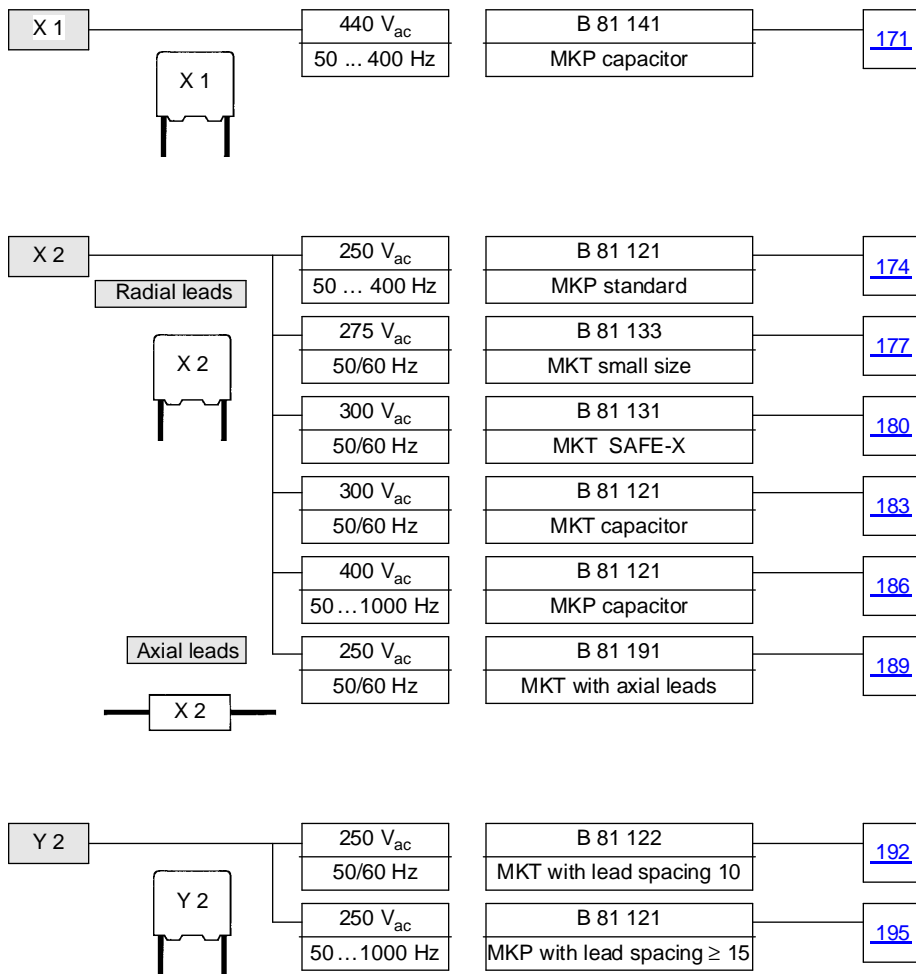 X 1
440 Vac
B 81 141
171
50 ... 400 Hz
MKP capacitor
X 1
X 2
250 Vac
B 81 121
174
50 … 400 Hz
MKP standard
Radial leads
275 Vac
B 81 133
177
50/60 Hz
MKT small size
X 2
300 Vac
B 81 131
180
50/60 Hz
MKT SAFE-X
300 Vac
B 81 121
183
50/60 Hz
MKT capacitor
400 Vac
B 81 121
186
50…1000 Hz
MKP capacitor
Axial leads
250 Vac
B 81 191
189
50/60 Hz
MKT with axial leads
X 2
Y 2
250 Vac
B 81 122
192
50/60 Hz
MKT with lead spacing 10
Y 2
250 Vac
B 81 121
195
50…1000 Hz
MKP with lead spacing ≥ 15